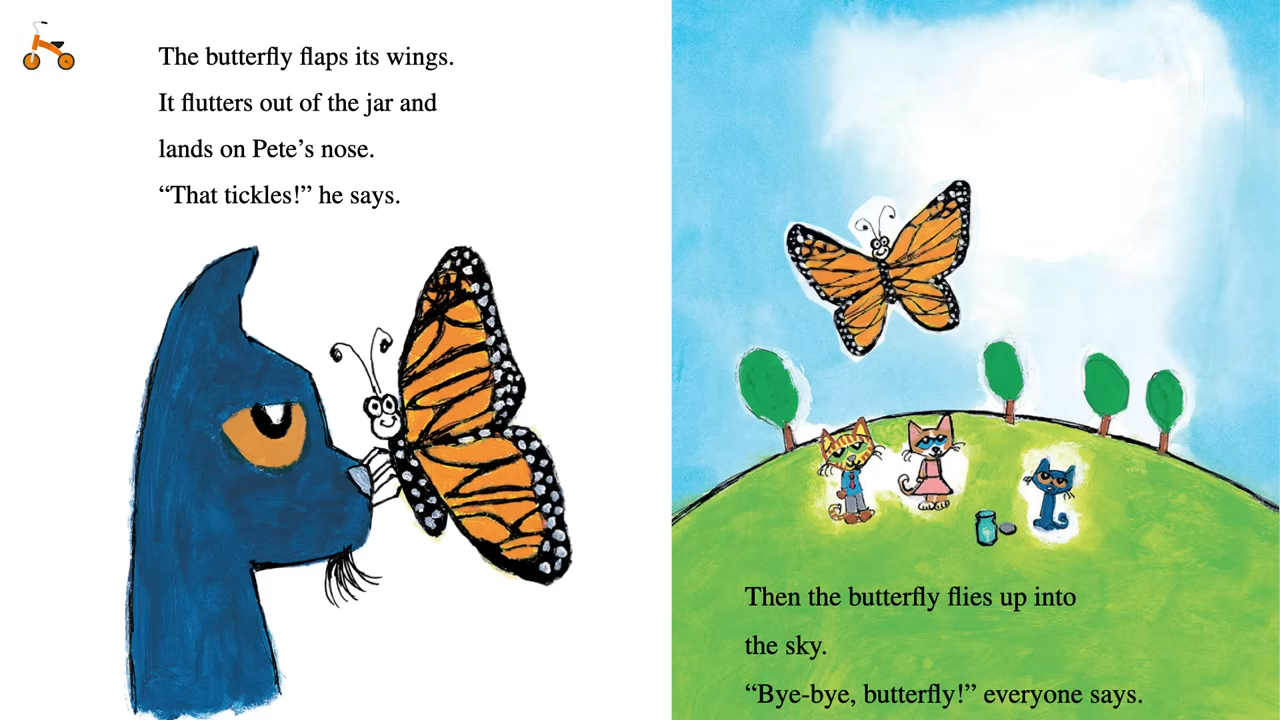 The butterfly flaps its wings.
It flutters out of the jar and
lands on Pete’s nose.
“That tickles!” he says.
Then the butterfly flies up into
the sky.
“Bye-bye, butterfly!” everyone says.